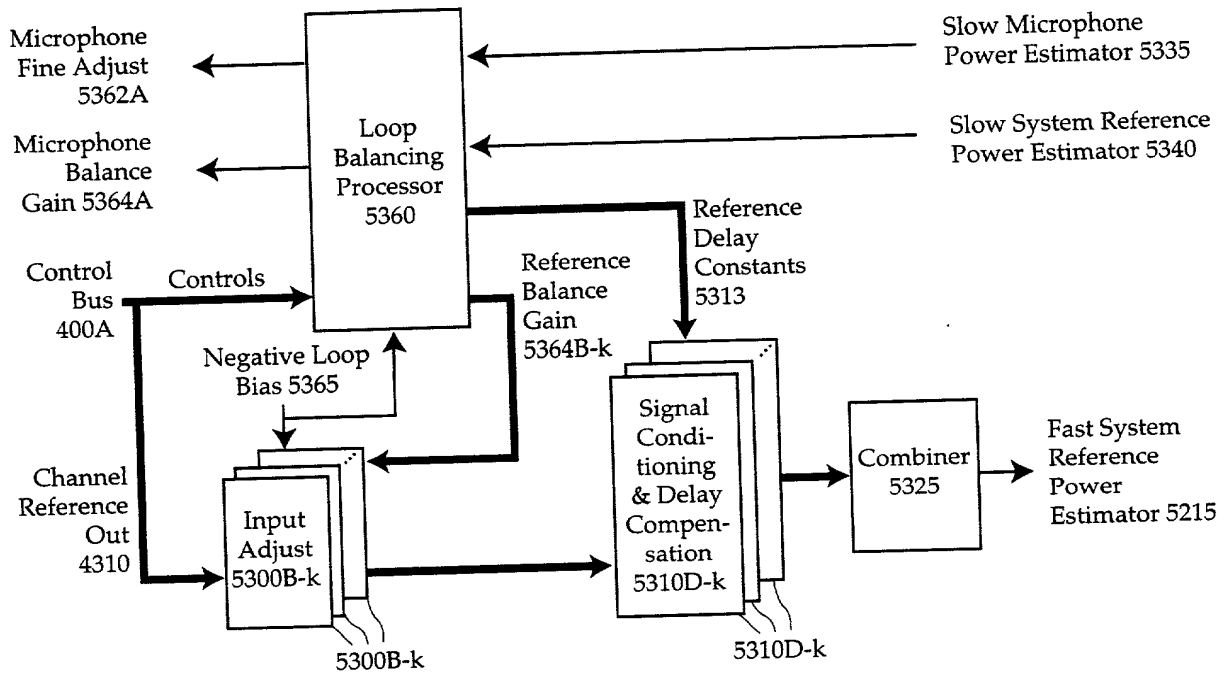 Microphone
Fine Adjust
5362A
Microphone
Balance
Gain 5364A
Loop
Balancing
Processor
5360
Slow Microphone
Power Estimator 5335
Slow System Reference
Power Estimator 5340
Control
Bus
400A
Controls
Reference
Balance
Gain
5364B-k
Reference
Delay
Constants
5313
Negative Loop
Bias 5365
Channel
Reference
Out
4310
Input
Adjust
5300B-k
5300B-k
Signal
Condi-
tioning
& Delay
Compen-
sation
5310D-k
5310D-k
Combiner
5325
Fast System
Reference
Power
Estimator 5215